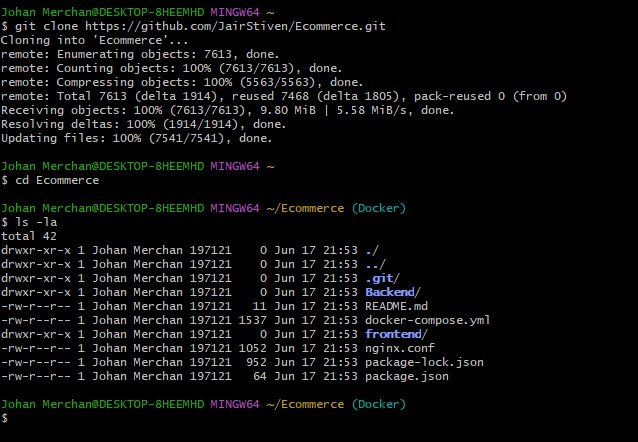 Johan Merchan@DESKTOP-8HEEMHD MINGW64 ~
$ git clone https://github.com/JairStiven/Ecommerce.git
Cloning into 'Ecommerce'...
remote: Enumerating objects: 7613, done.
remote: Counting objects: 100% (7613/7613), done.
remote: Compressing objects: 100% (5563/5563), done.
remote: Total 7613 (delta 1914), reused 7468 (delta 1805), pack-reused 0 (from 0)
Receiving objects: 100% (7613/7613), 9.80 MiB | 5.58 MiB/s, done.
Resolving deltas: 100% (1914/1914), done.
Updating files: 100% (7541/7541), done.
Johan Merchan@DESKTOP-8HEEMHD MINGW64 ~
$ cd Ecommerce
Johan Merchan@DESKTOP-8HEEMHD MINGW64 ~/Ecommerce (Docker)
$ ls -la
total 42
drwxr-xr-x 1 Johan Merchan 197121    0 Jun 17 21:53 ./
drwxr-xr-x 1 Johan Merchan 197121    0 Jun 17 21:53 ../
drwxr-xr-x 1 Johan Merchan 197121    0 Jun 17 21:53 .git/
drwxr-xr-x 1 Johan Merchan 197121    0 Jun 17 21:53 Backend/
-rw-r--r-- 1 Johan Merchan 197121   11 Jun 17 21:53 README.md
-rw-r--r-- 1 Johan Merchan 197121 1537 Jun 17 21:53 docker-compose.yml
drwxr-xr-x 1 Johan Merchan 197121    0 Jun 17 21:53 frontend/
-rw-r--r-- 1 Johan Merchan 197121 1052 Jun 17 21:53 nginx.conf
-rw-r--r-- 1 Johan Merchan 197121  952 Jun 17 21:53 package-lock.json
-rw-r--r-- 1 Johan Merchan 197121   64 Jun 17 21:53 package.json
Johan Merchan@DESKTOP-8HEEMHD MINGW64 ~/Ecommerce (Docker)
$